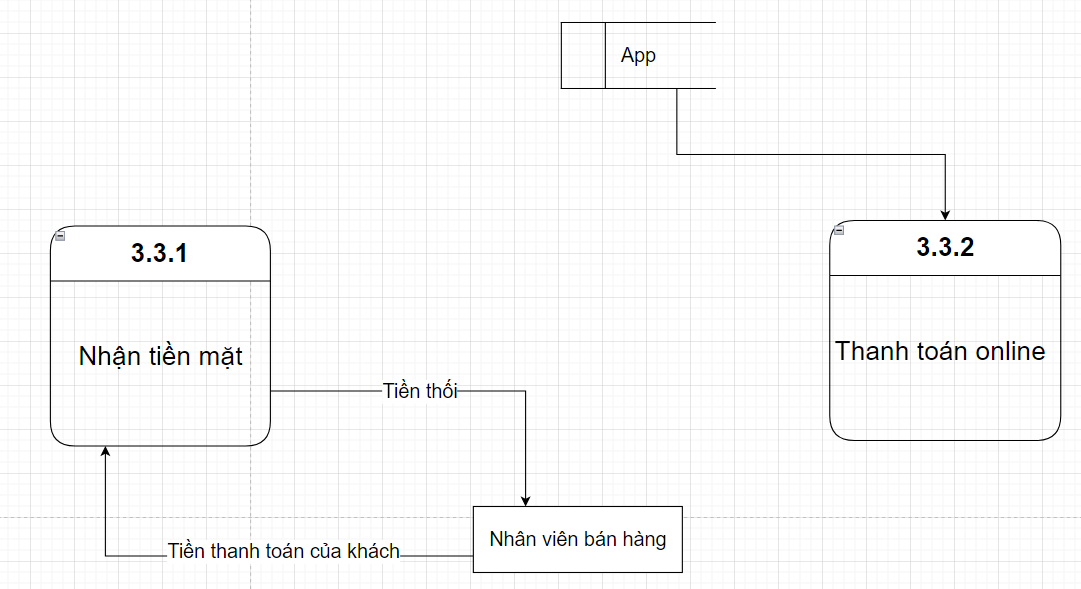 App
3.3.1
3.3.2
Nhận tiền mặt
Thanh toán online
Tiền thối
Nhân viên bán hàng
Tiền thanh toán của khách